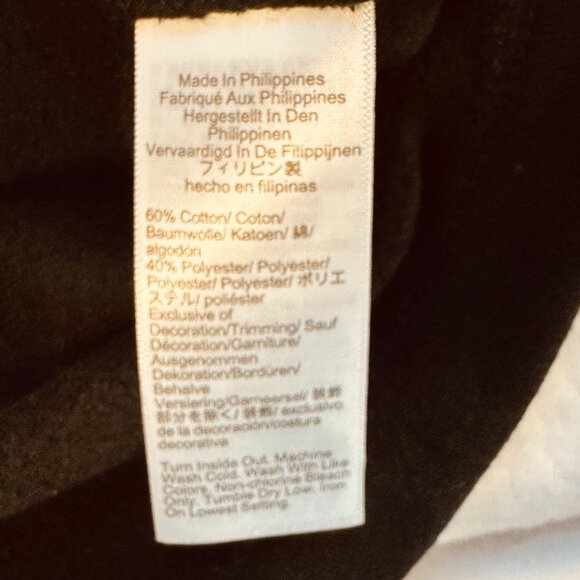 Made In Philippines
Fabriqué Aux Philippines
Hergestellt In Den
Philippinen
Vervaardigd In De Filippijnen
フィリピン製
hecho en filipinas
60% Cotton/ Coton/
Baumwolle/ Katoen/ 綿/
algodón
40% Polyester/ Polyester/
Polyester/ Polyester/ ポリエ
ステル/ poliéster
Exclusive of
Decoration/Trimming/ Sauf
Décoration/Garniture/
Ausgenommen
Dekoration/Bordüren/
Behalve
Versiering/Garneersel/ 装飾
部分を除く/ 装飾/ exclusivo
de la decoración/costura
decorativa
Turn Inside Out, Machine
Wash Cold, Wash With Like
Colors, Non-chlorine Bleach
Only, Tumble Dry Low, Iron
On Lowest Setting.